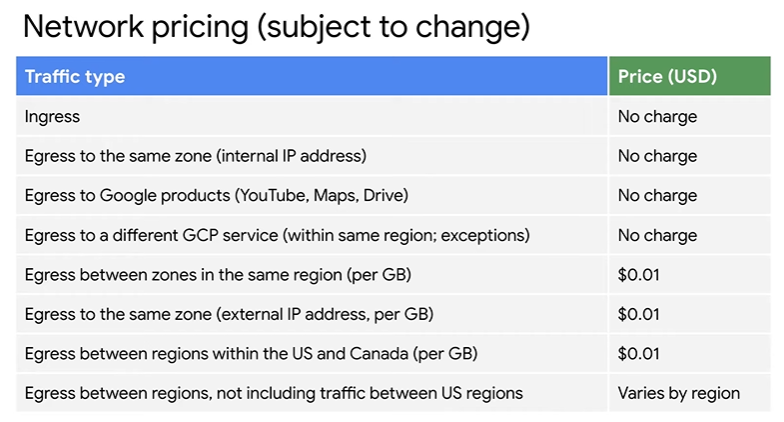 Network pricing (subject to change)
Traffic type Price (USD)
Ingress No charge
Egress to the same zone (internal IP address) No charge
Egress to Google products (YouTube, Maps, Drive) No charge
Egress to a different GCP service (within same region; exceptions) No charge
Egress between zones in the same region (per GB) $0.01
Egress to the same zone (external IP address, per GB) $0.01
Egress between regions within the US and Canada (per GB) $0.01
Egress between regions, not including traffic between US regions Varies by region